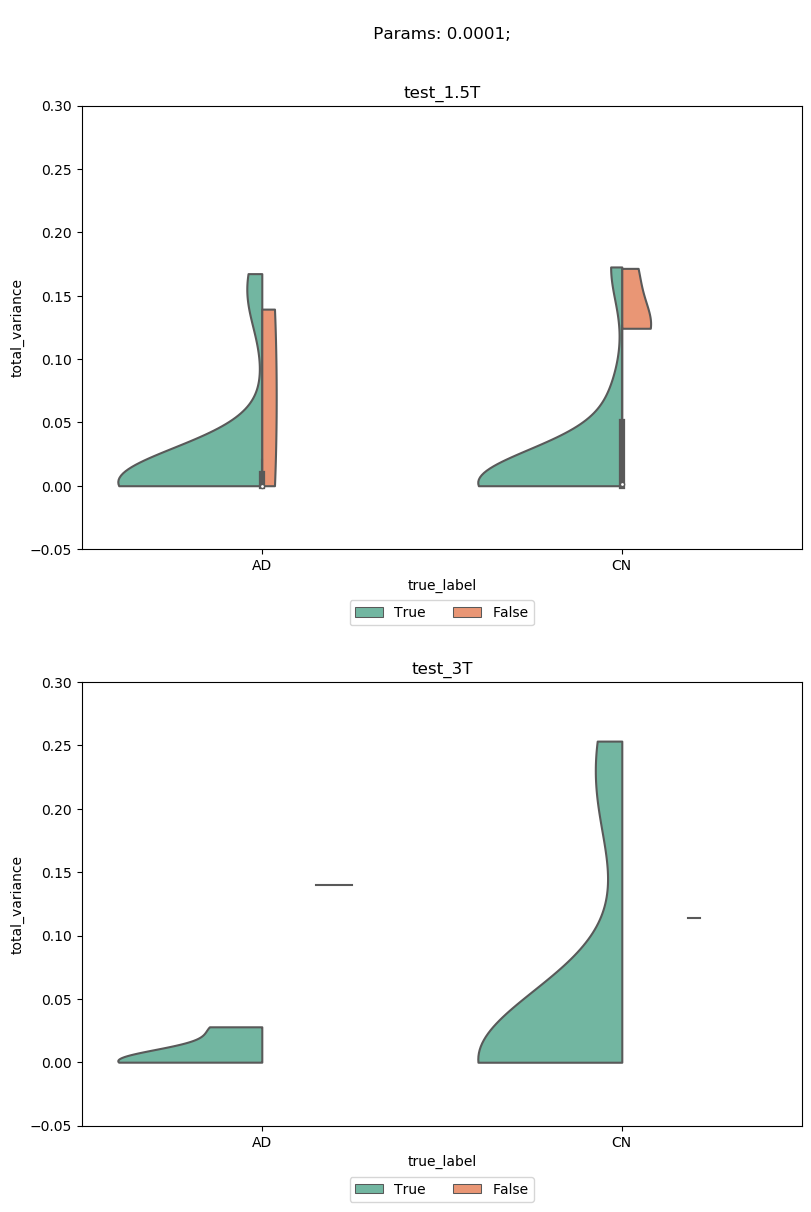 Params: 0.0001;
test_1.5T
total_variance
0.30
0.25
0.20
0.15
0.10
0.05
0.00
−0.05
AD CN
true_label
True False
test_3T
total_variance
0.30
0.25
0.20
0.15
0.10
0.05
0.00
−0.05
AD CN
true_label
True False